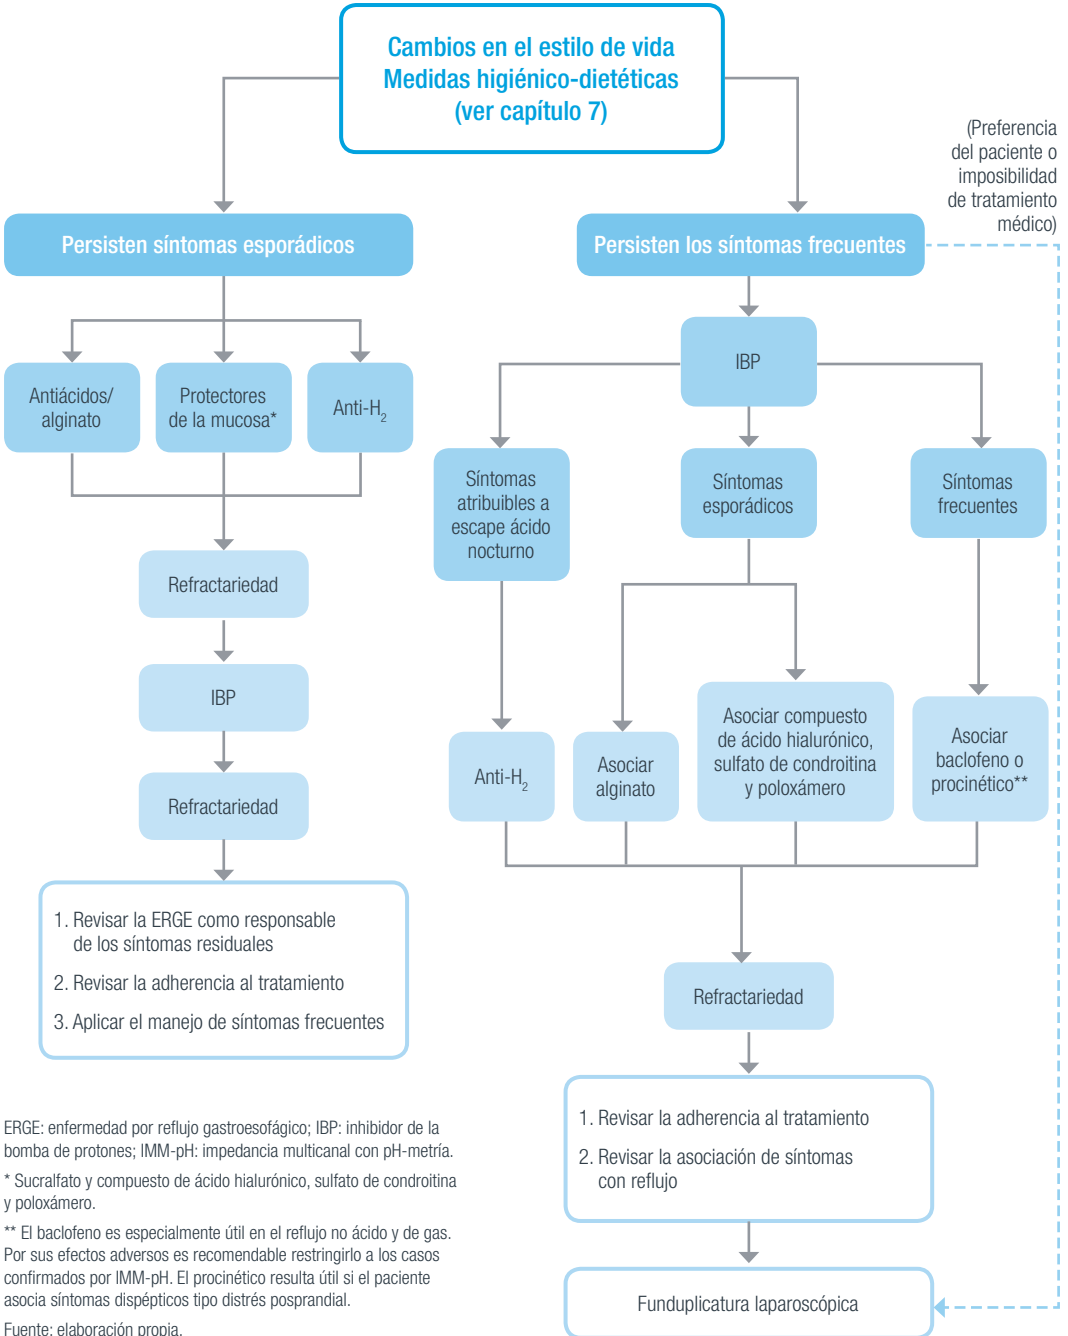 Cambios en el estilo de vida
Medidas higiénico-dietéticas
(ver capítulo 7)
(Preferencia
del paciente o
imposibilidad
de tratamiento
médico)
Persisten síntomas esporádicos
Persisten los síntomas frecuentes
Antiácidos/
alginato
Protectores
de la mucosa*
Anti-H2
IBP
Síntomas
atribuibles a
escape ácido
nocturno
Síntomas
esporádicos
Síntomas
frecuentes
Refractariedad
IBP
Refractariedad
Anti-H2
Asociar
alginato
Asociar compuesto
de ácido hialurónico,
sulfato de condroitina
y poloxámero
Asociar
baclofeno o
procinético**
1. Revisar la ERGE como responsable
de los síntomas residuales
2. Revisar la adherencia al tratamiento
3. Aplicar el manejo de síntomas frecuentes
Refractariedad
1. Revisar la adherencia al tratamiento
2. Revisar la asociación de síntomas
con reflujo
Funduplicatura laparoscópica
ERGE: enfermedad por reflujo gastroesofágico; IBP: inhibidor de la
bomba de protones; IMM-pH: impedancia multicanal con pH-metría.
* Sucralfato y compuesto de ácido hialurónico, sulfato de condroitina
y poloxámero.
** El baclofeno es especialmente útil en el reflujo no ácido y de gas.
Por sus efectos adversos es recomendable restringirlo a los casos
confirmados por IMM-pH. El procinético resulta útil si el paciente
asocia síntomas dispépticos tipo distrés posprandial.
Fuente: elaboración propia.